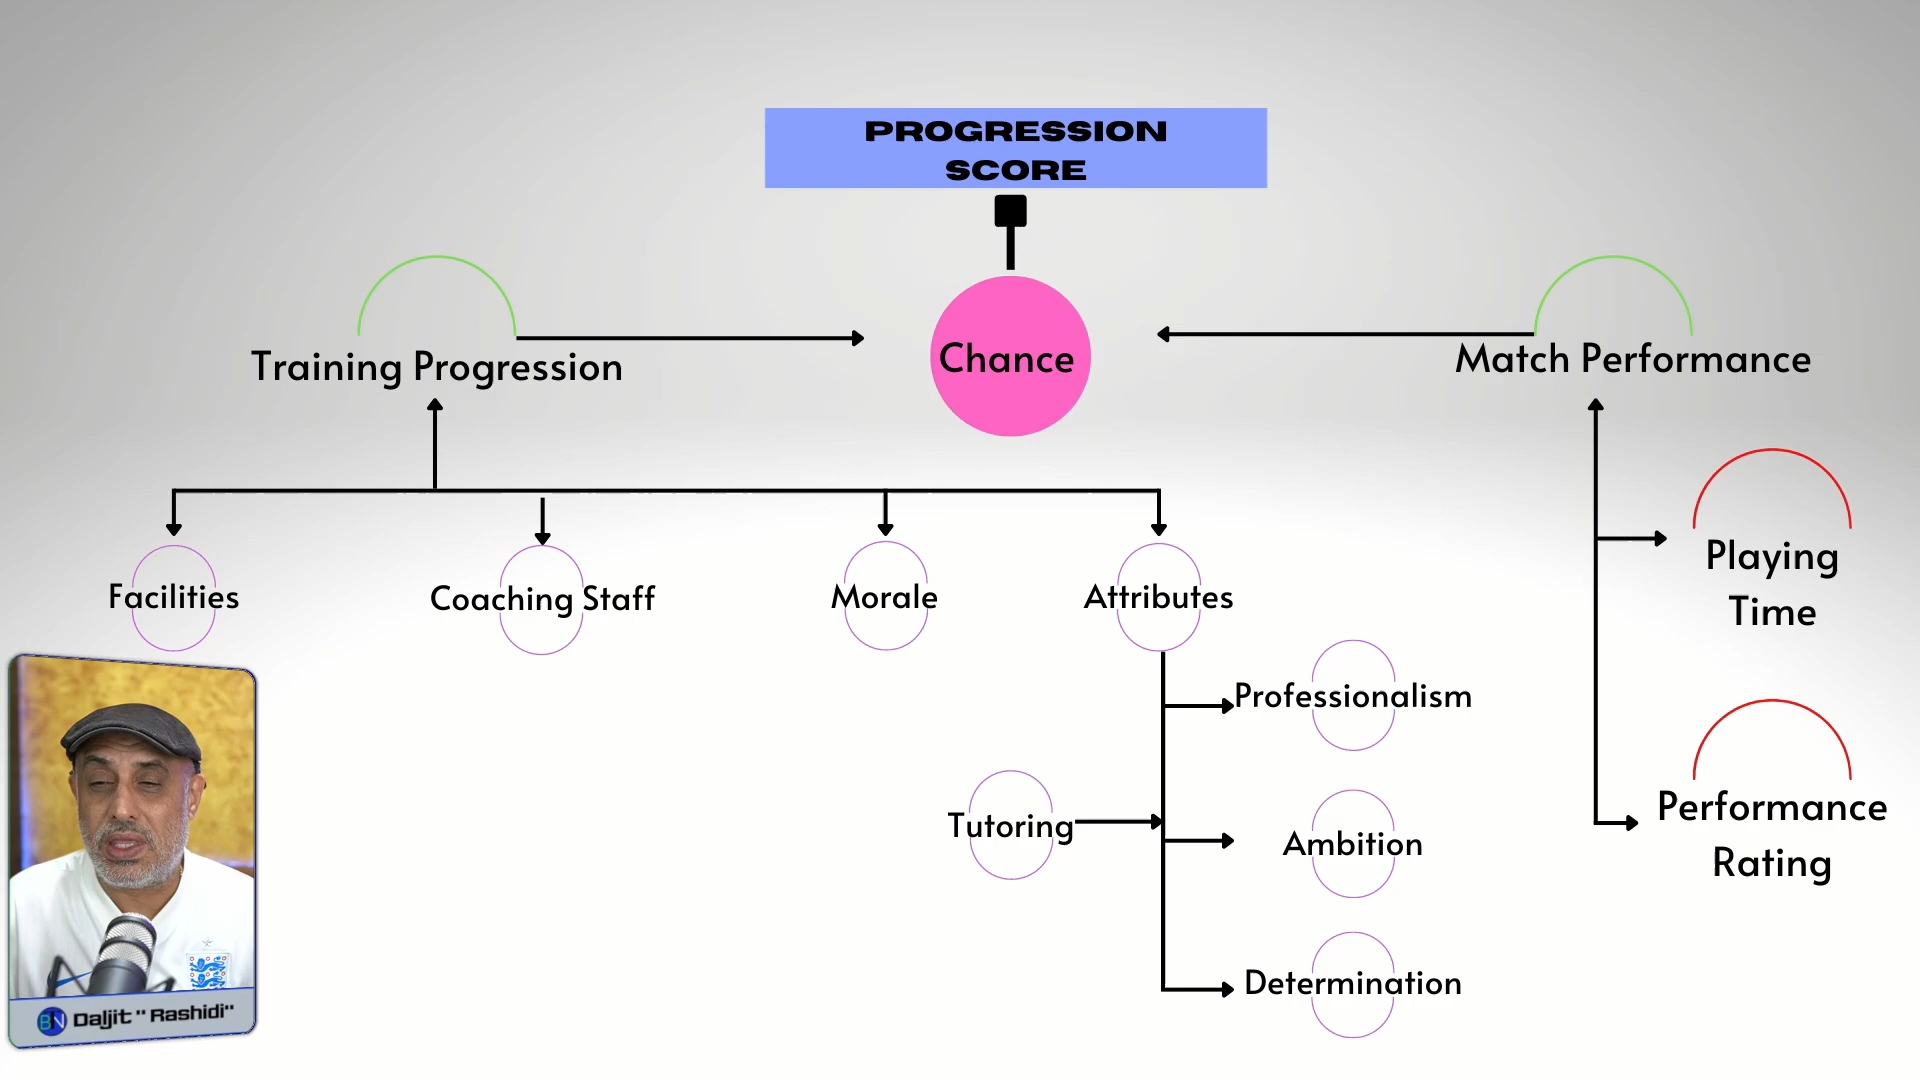 PROGRESSION
SCORE
Training Progression
Chance
Match Performance
Facilities
Coaching Staff
Morale
Attributes
Playing
Time
Professionalism
Tutoring
Ambition
Performance
Rating
Determination
BN Daljit "Rashidi"